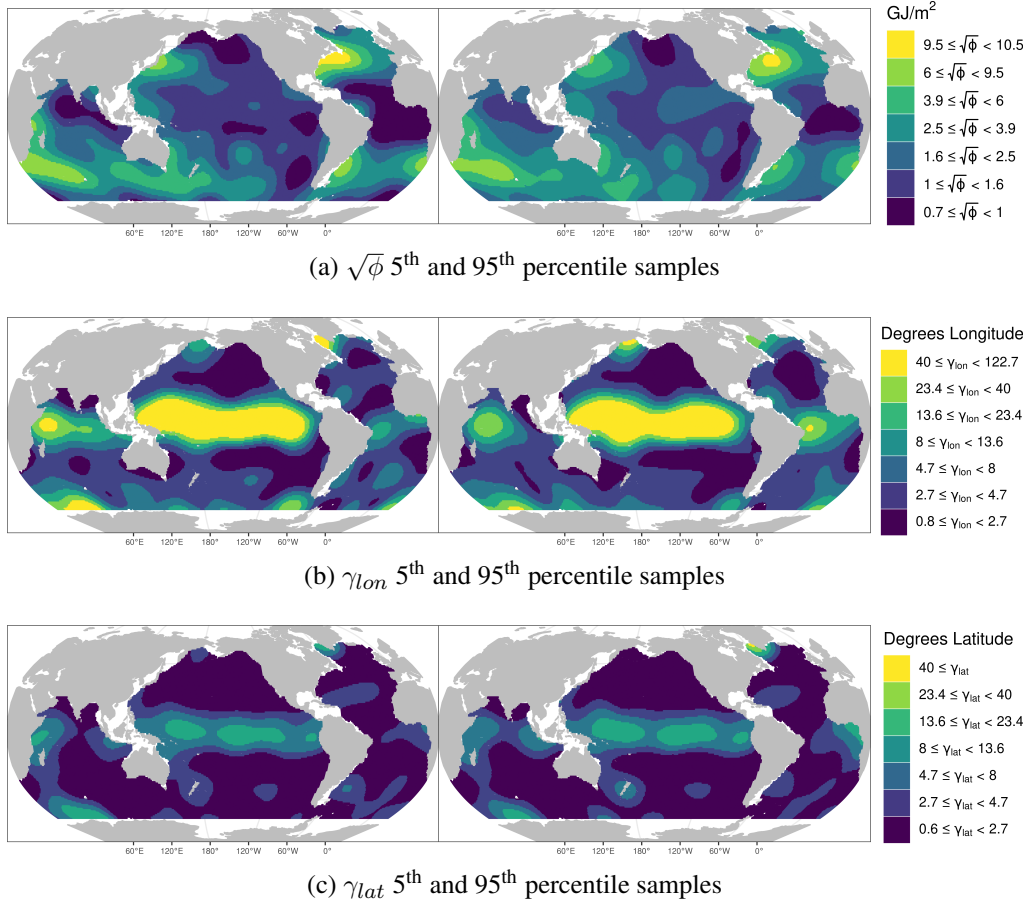 GJ/m²
9.5 ≤ √ϕ < 10.5
6 ≤ √ϕ < 9.5
3.9 ≤ √ϕ < 6
2.5 ≤ √ϕ < 3.9
1.6 ≤ √ϕ < 2.5
1 ≤ √ϕ < 1.6
0.7 ≤ √ϕ < 1
60°E 120°W 180°W 120°W 60°W 0° 60°E 120°W 180°W 120°W 60°W 0°
(a) √ϕ 5th and 95th percentile samples
Degrees Longitude
40 ≤ γlon < 122.7
23.4 ≤ γlon < 40
13.6 ≤ γlon < 23.4
8 ≤ γlon < 13.6
4.7 ≤ γlon < 8
2.7 ≤ γlon < 4.7
0.8 ≤ γlon < 2.7
60°E 120°W 180°W 120°W 60°W 0° 60°E 120°W 180°W 120°W 60°W 0°
(b) γlon 5th and 95th percentile samples
Degrees Latitude
40 ≤ γlat
23.4 ≤ γlat < 40
13.6 ≤ γlat < 23.4
8 ≤ γlat < 13.6
4.7 ≤ γlat < 8
2.7 ≤ γlat < 4.7
0.6 ≤ γlat < 2.7
60°E 120°W 180°W 120°W 60°W 0° 60°E 120°W 180°W 120°W 60°W 0°
(c) γlat 5th and 95th percentile samples